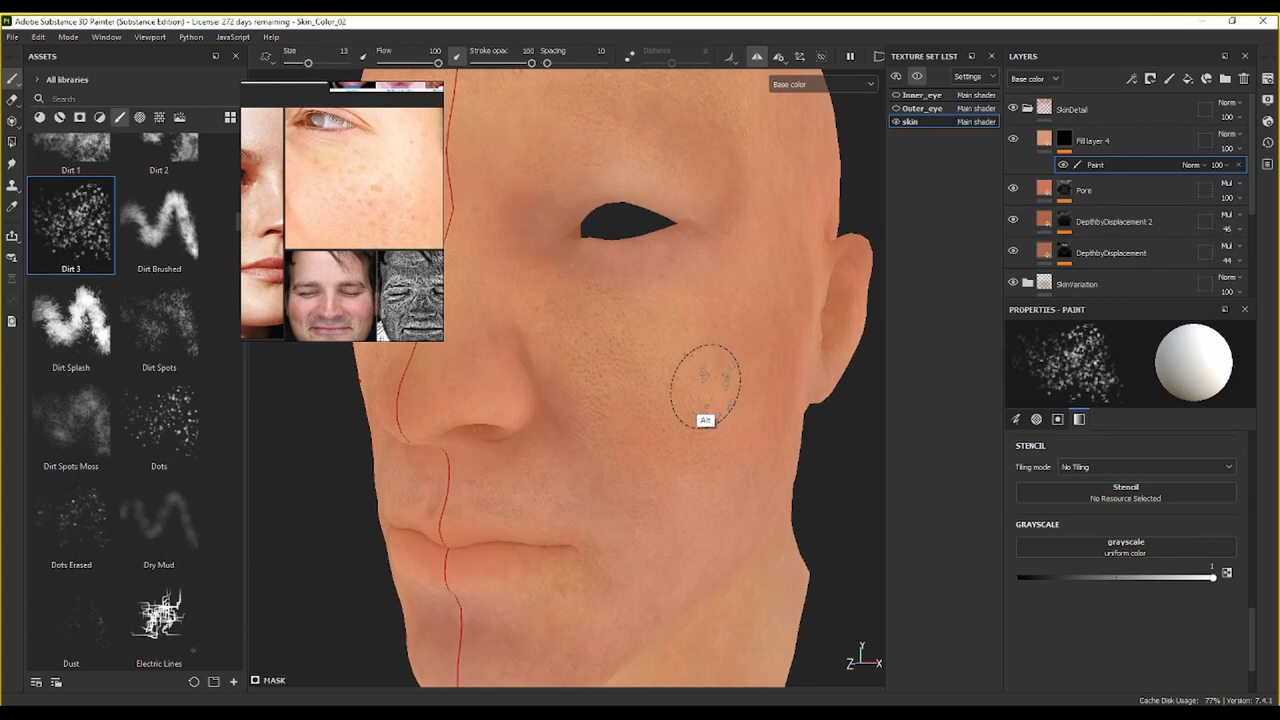 Adobe Substance 3D Painter (Substance Edition) - License: 272 days remaining - Skin_Color_02
File Edit Mode Window Viewport Python JavaScript Help
ASSETS
Size 13 Flow 100 Stroke opa: 100 Spacing 10 Distance 8
All libraries
Search
Dirt 1 Dirt 2
Dirt 3 Dirt Brushed
Dirt Splash Dirt Spots
Dirt Spots Moss Dots
Dots Erased Dry Mud
Dust Electric Lines
Base color
Alt
MASK
Y
Z X
TEXTURE SET LIST
Settings
Inner_eye Main shader
Outer_eye Main shader
skin Main shader
LAYERS
Base color
SkinDetail Norm 100
Fill layer 4 Norm 100
Paint Norm 100
Pore Mul 100
DepthbyDisplacement 2 Mul 46
DepthbyDisplacement Mul 44
SkinVariation Norm 100
PROPERTIES - PAINT
STENCIL
Tiling mode No Tiling
Stencil
No Resource Selected
GRAYSCALE
grayscale
uniform color
1
Cache Disk Usage: 77% | Version: 7.4.1